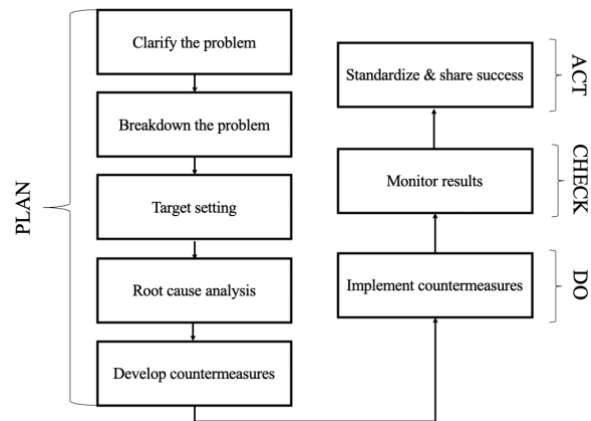 PLAN
Clarify the problem
Breakdown the problem
Target setting
Root cause analysis
Develop countermeasures
Implement countermeasures
DO
Monitor results
CHECK
Standardize & share success
ACT